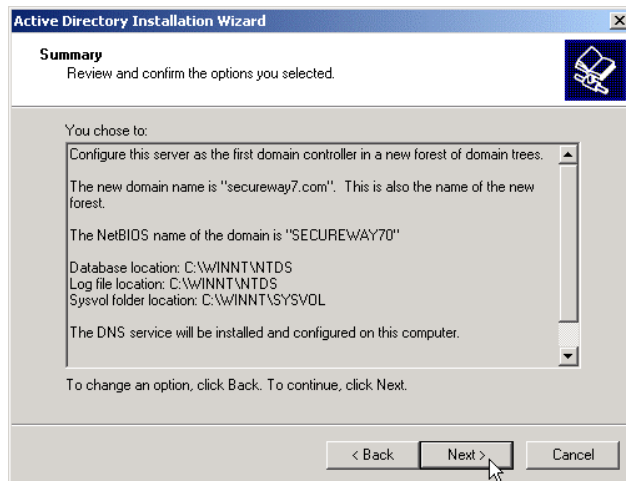 Active Directory Installation Wizard
Summary
Review and confirm the options you selected.
You chose to:
Configure this server as the first domain controller in a new forest of domain trees.
The new domain name is "secureway7.com". This is also the name of the new
forest.
The NetBIOS name of the domain is "SECUREWAY70"
Database location: C:\WINNT\NTDS
Log file location: C:\WINNT\NTDS
Sysvol folder location: C:\WINNT\SYSVOL
The DNS service will be installed and configured on this computer.
To change an option, click Back. To continue, click Next.
< Back Next > Cancel